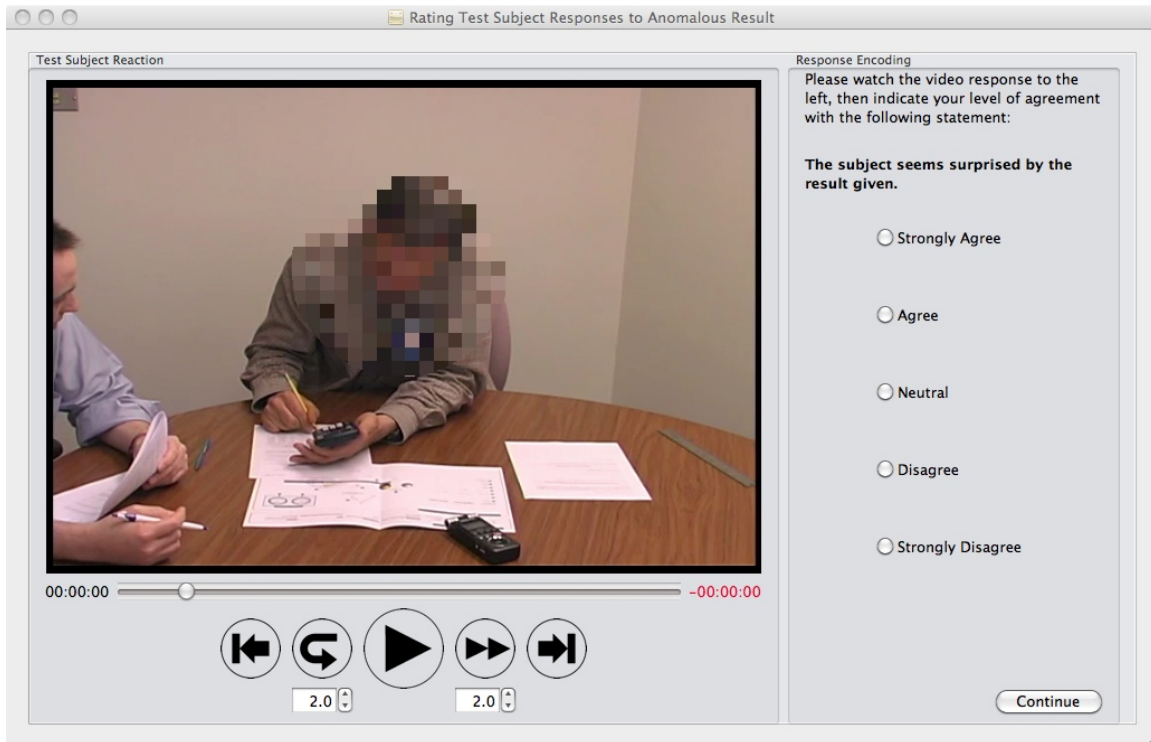 Rating Test Subject Responses to Anomalous Result
Test Subject Reaction
00:00:00
-00:00:00
2.0
2.0
Response Encoding
Please watch the video response to the
left, then indicate your level of agreement
with the following statement:
The subject seems surprised by the
result given.
Strongly Agree
Agree
Neutral
Disagree
Strongly Disagree
Continue